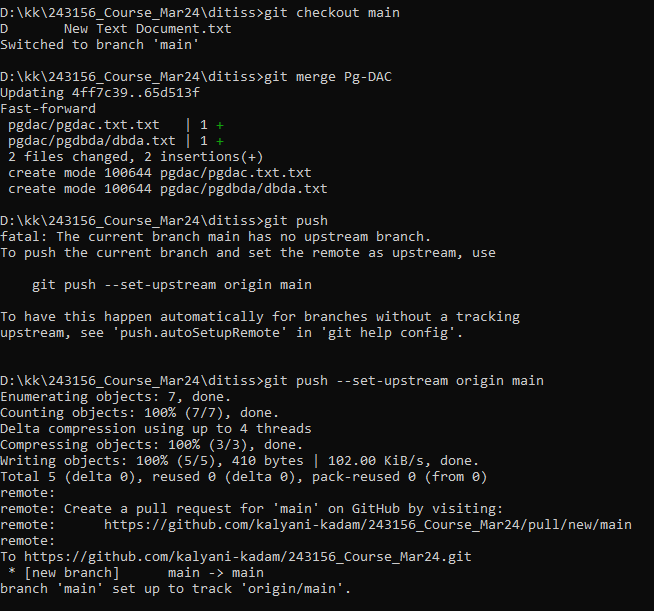 D:\kk\243156_Course_Mar24\ditiss>git checkout main
D       New Text Document.txt
Switched to branch 'main'
D:\kk\243156_Course_Mar24\ditiss>git merge Pg-DAC
Updating 4ff7c39..65d513f
Fast-forward
 pgdac/pgdac.txt.txt   | 1 +
 pgdac/pgdbda/dbda.txt | 1 +
 2 files changed, 2 insertions(+)
 create mode 100644 pgdac/pgdac.txt.txt
 create mode 100644 pgdac/pgdbda/dbda.txt
D:\kk\243156_Course_Mar24\ditiss>git push
fatal: The current branch main has no upstream branch.
To push the current branch and set the remote as upstream, use
    git push --set-upstream origin main
To have this happen automatically for branches without a tracking
upstream, see 'push.autoSetupRemote' in 'git help config'.
D:\kk\243156_Course_Mar24\ditiss>git push --set-upstream origin main
Enumerating objects: 7, done.
Counting objects: 100% (7/7), done.
Delta compression using up to 4 threads
Compressing objects: 100% (3/3), done.
Writing objects: 100% (5/5), 410 bytes | 102.00 KiB/s, done.
Total 5 (delta 0), reused 0 (delta 0), pack-reused 0 (from 0)
remote:
remote: Create a pull request for 'main' on GitHub by visiting:
remote:      https://github.com/kalyani-kadam/243156_Course_Mar24/pull/new/main
remote:
To https://github.com/kalyani-kadam/243156_Course_Mar24.git
 * [new branch]      main -> main
branch 'main' set up to track 'origin/main'.